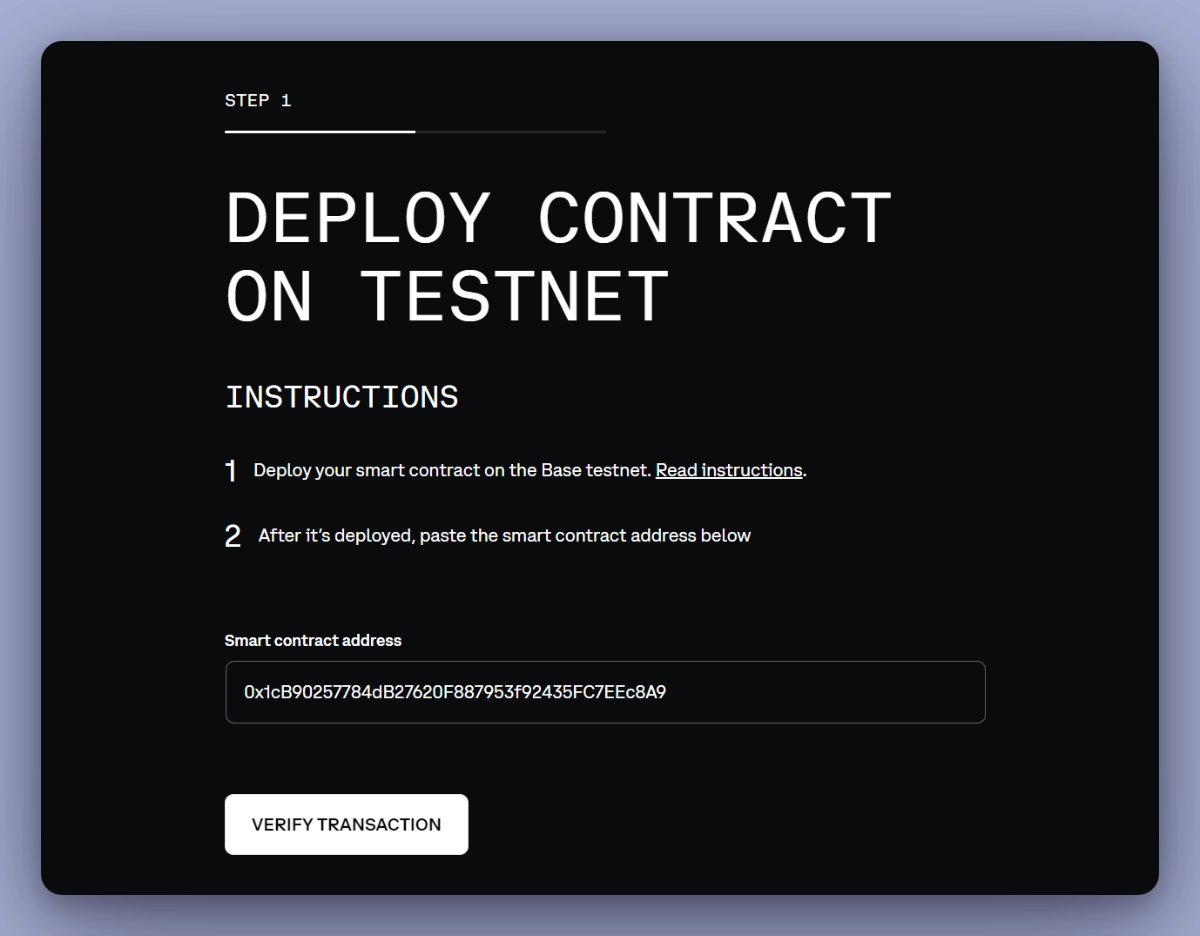 STEP 1
DEPLOY CONTRACT
ON TESTNET
INSTRUCTIONS
1 Deploy your smart contract on the Base testnet. Read instructions.
2 After it’s deployed, paste the smart contract address below
Smart contract address
0x1cB90257784dB27620F887953f92435FC7EEc8A9
VERIFY TRANSACTION